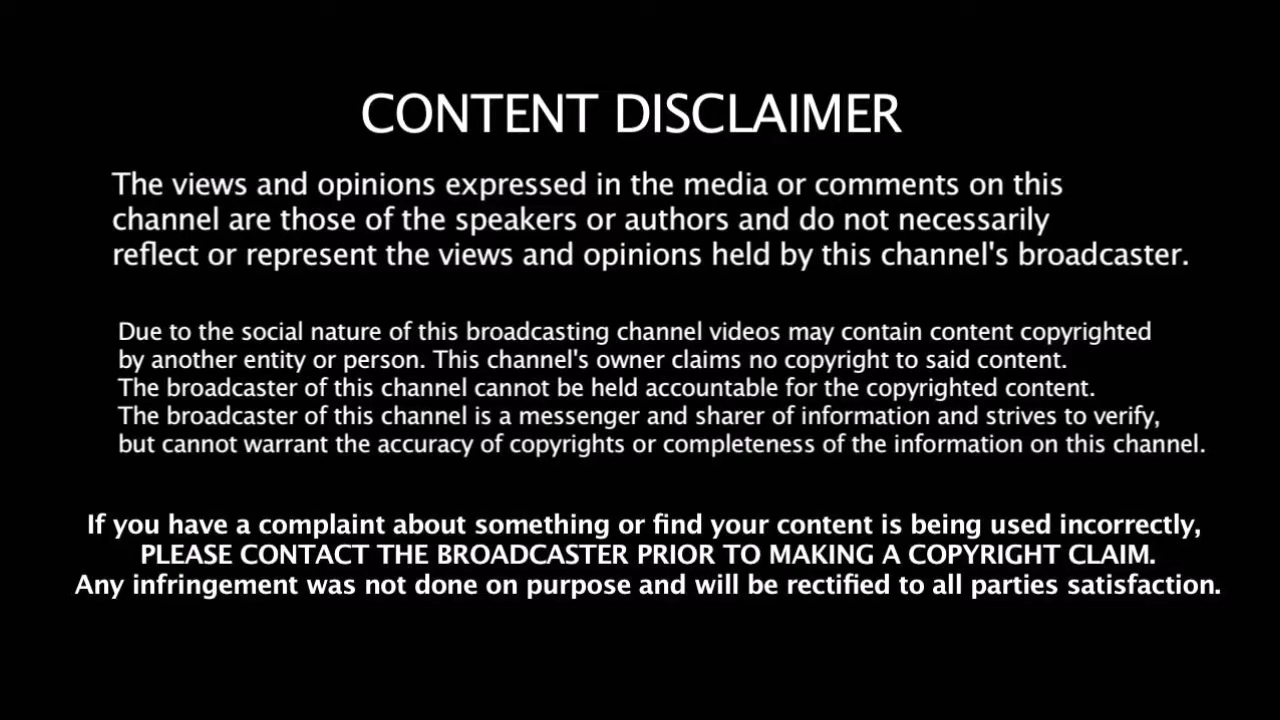 CONTENT DISCLAIMER
The views and opinions expressed in the media or comments on this
channel are those of the speakers or authors and do not necessarily
reflect or represent the views and opinions held by this channel's broadcaster.
Due to the social nature of this broadcasting channel videos may contain content copyrighted
by another entity or person. This channel's owner claims no copyright to said content.
The broadcaster of this channel cannot be held accountable for the copyrighted content.
The broadcaster of this channel is a messenger and sharer of information and strives to verify,
but cannot warrant the accuracy of copyrights or completeness of the information on this channel.
If you have a complaint about something or find your content is being used incorrectly,
PLEASE CONTACT THE BROADCASTER PRIOR TO MAKING A COPYRIGHT CLAIM.
Any infringement was not done on purpose and will be rectified to all parties satisfaction.